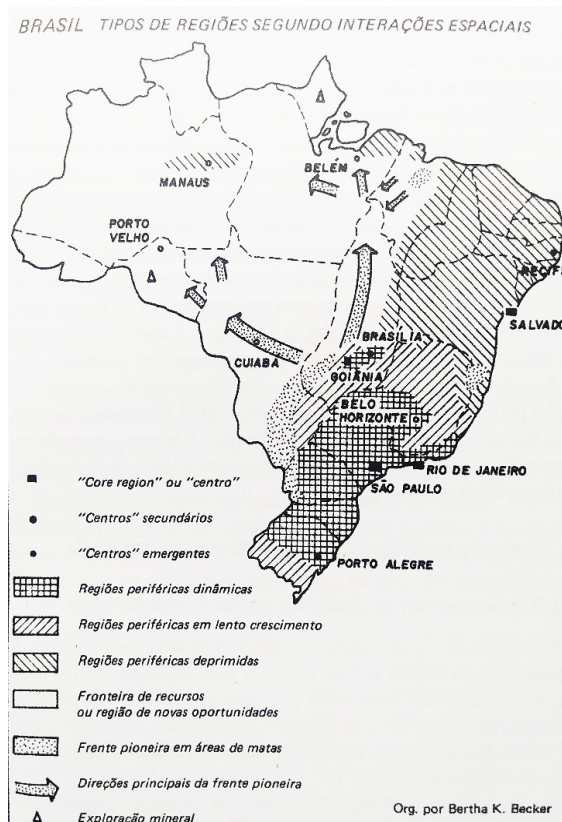 BRASIL TIPOS DE REGIÕES SEGUNDO INTERAÇÕES ESPACIAIS
MANAUS
BELÉM
PORTO
VELHO
RECIFE
SALVADO
BRASÍLIA
CUIABÁ
GOIÂNIA
BELO
HORIZONTE
RIO DE JANEIRO
SÃO PAULO
PORTO ALEGRE
"Core region" ou "centro"
"Centros" secundários
"Centros" emergentes
Regiões periféricas dinâmicas
Regiões periféricas em lento crescimento
Regiões periféricas deprimidas
Fronteira de recursos
ou região de novas oportunidades
Frente pioneira em áreas de matas
Direções principais da frente pioneira
Exploração mineral
Org. por Bertha K. Becker